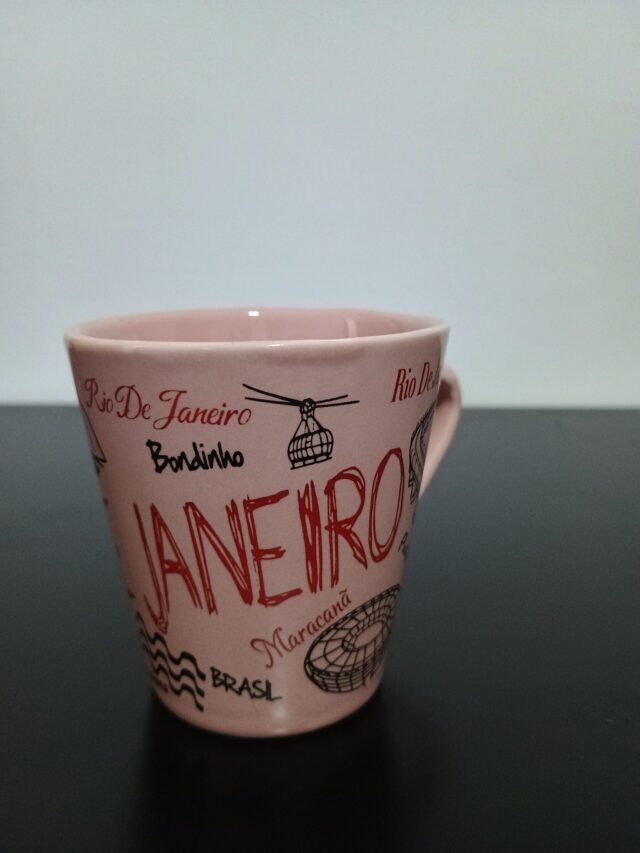 Rio De Janeiro
Rio De
Bondinho
JANEIRO
Maracanã
BRASIL